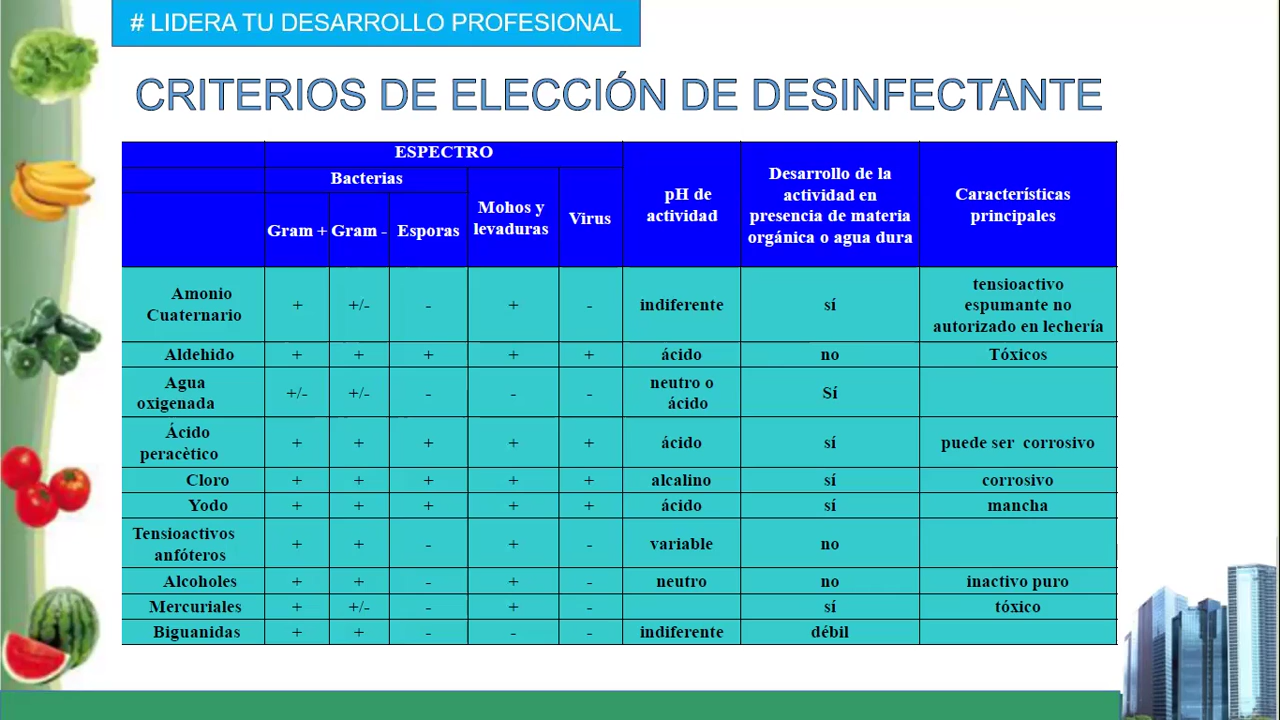 # LIDERA TU DESARROLLO PROFESIONAL
CRITERIOS DE ELECCIÓN DE DESINFECTANTE
ESPECTRO
Bacterias
Gram + Gram - Esporas
Mohos y
levaduras
Virus
pH de
actividad
Desarrollo de la
actividad en
presencia de materia
orgánica o agua dura
Características
principales
Amonio
Cuaternario
+ +/- - + - indiferente sí
tensioactivo
espumante no
autorizado en lechería
Aldehido + + + + + ácido no Tóxicos
Agua
oxigenada
+/- +/- - - -
neutro o
ácido
Sí
Ácido
peracètico
+ + + + + ácido sí puede ser corrosivo
Cloro + + + + + alcalino sí corrosivo
Yodo + + + + + ácido sí mancha
Tensioactivos
anfóteros
+ + - + - variable no
Alcoholes + + - + - neutro no inactivo puro
Mercuriales + +/- - + - sí tóxico
Biguanidas + + - - - indiferente débil